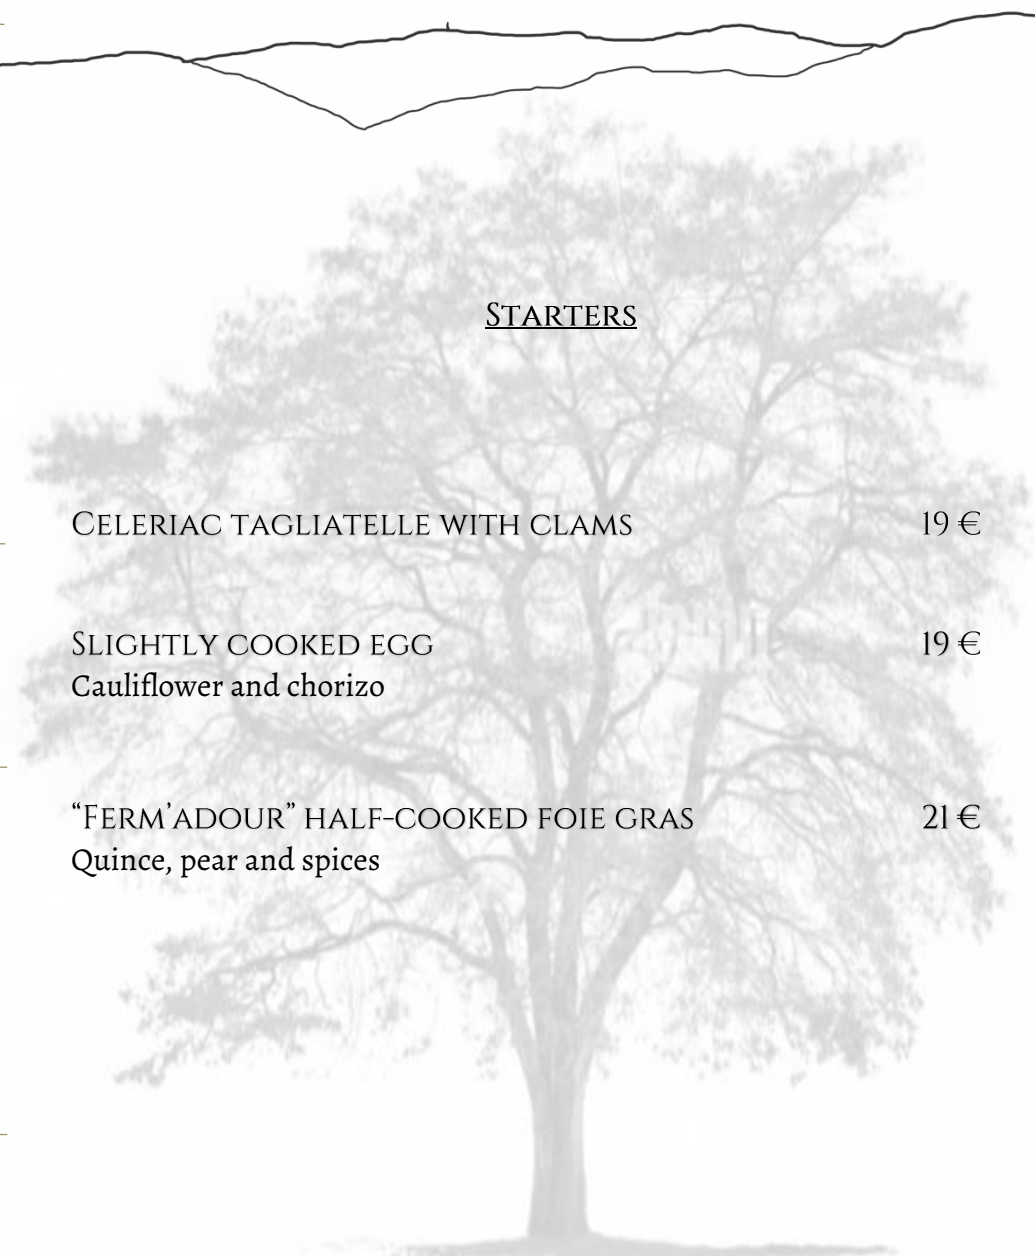 Starters
Celeriac tagliatelle with clams 19 €
Slightly cooked egg 19 €
Cauliflower and chorizo
“Ferm’adour” half-cooked foie gras 21 €
Quince, pear and spices